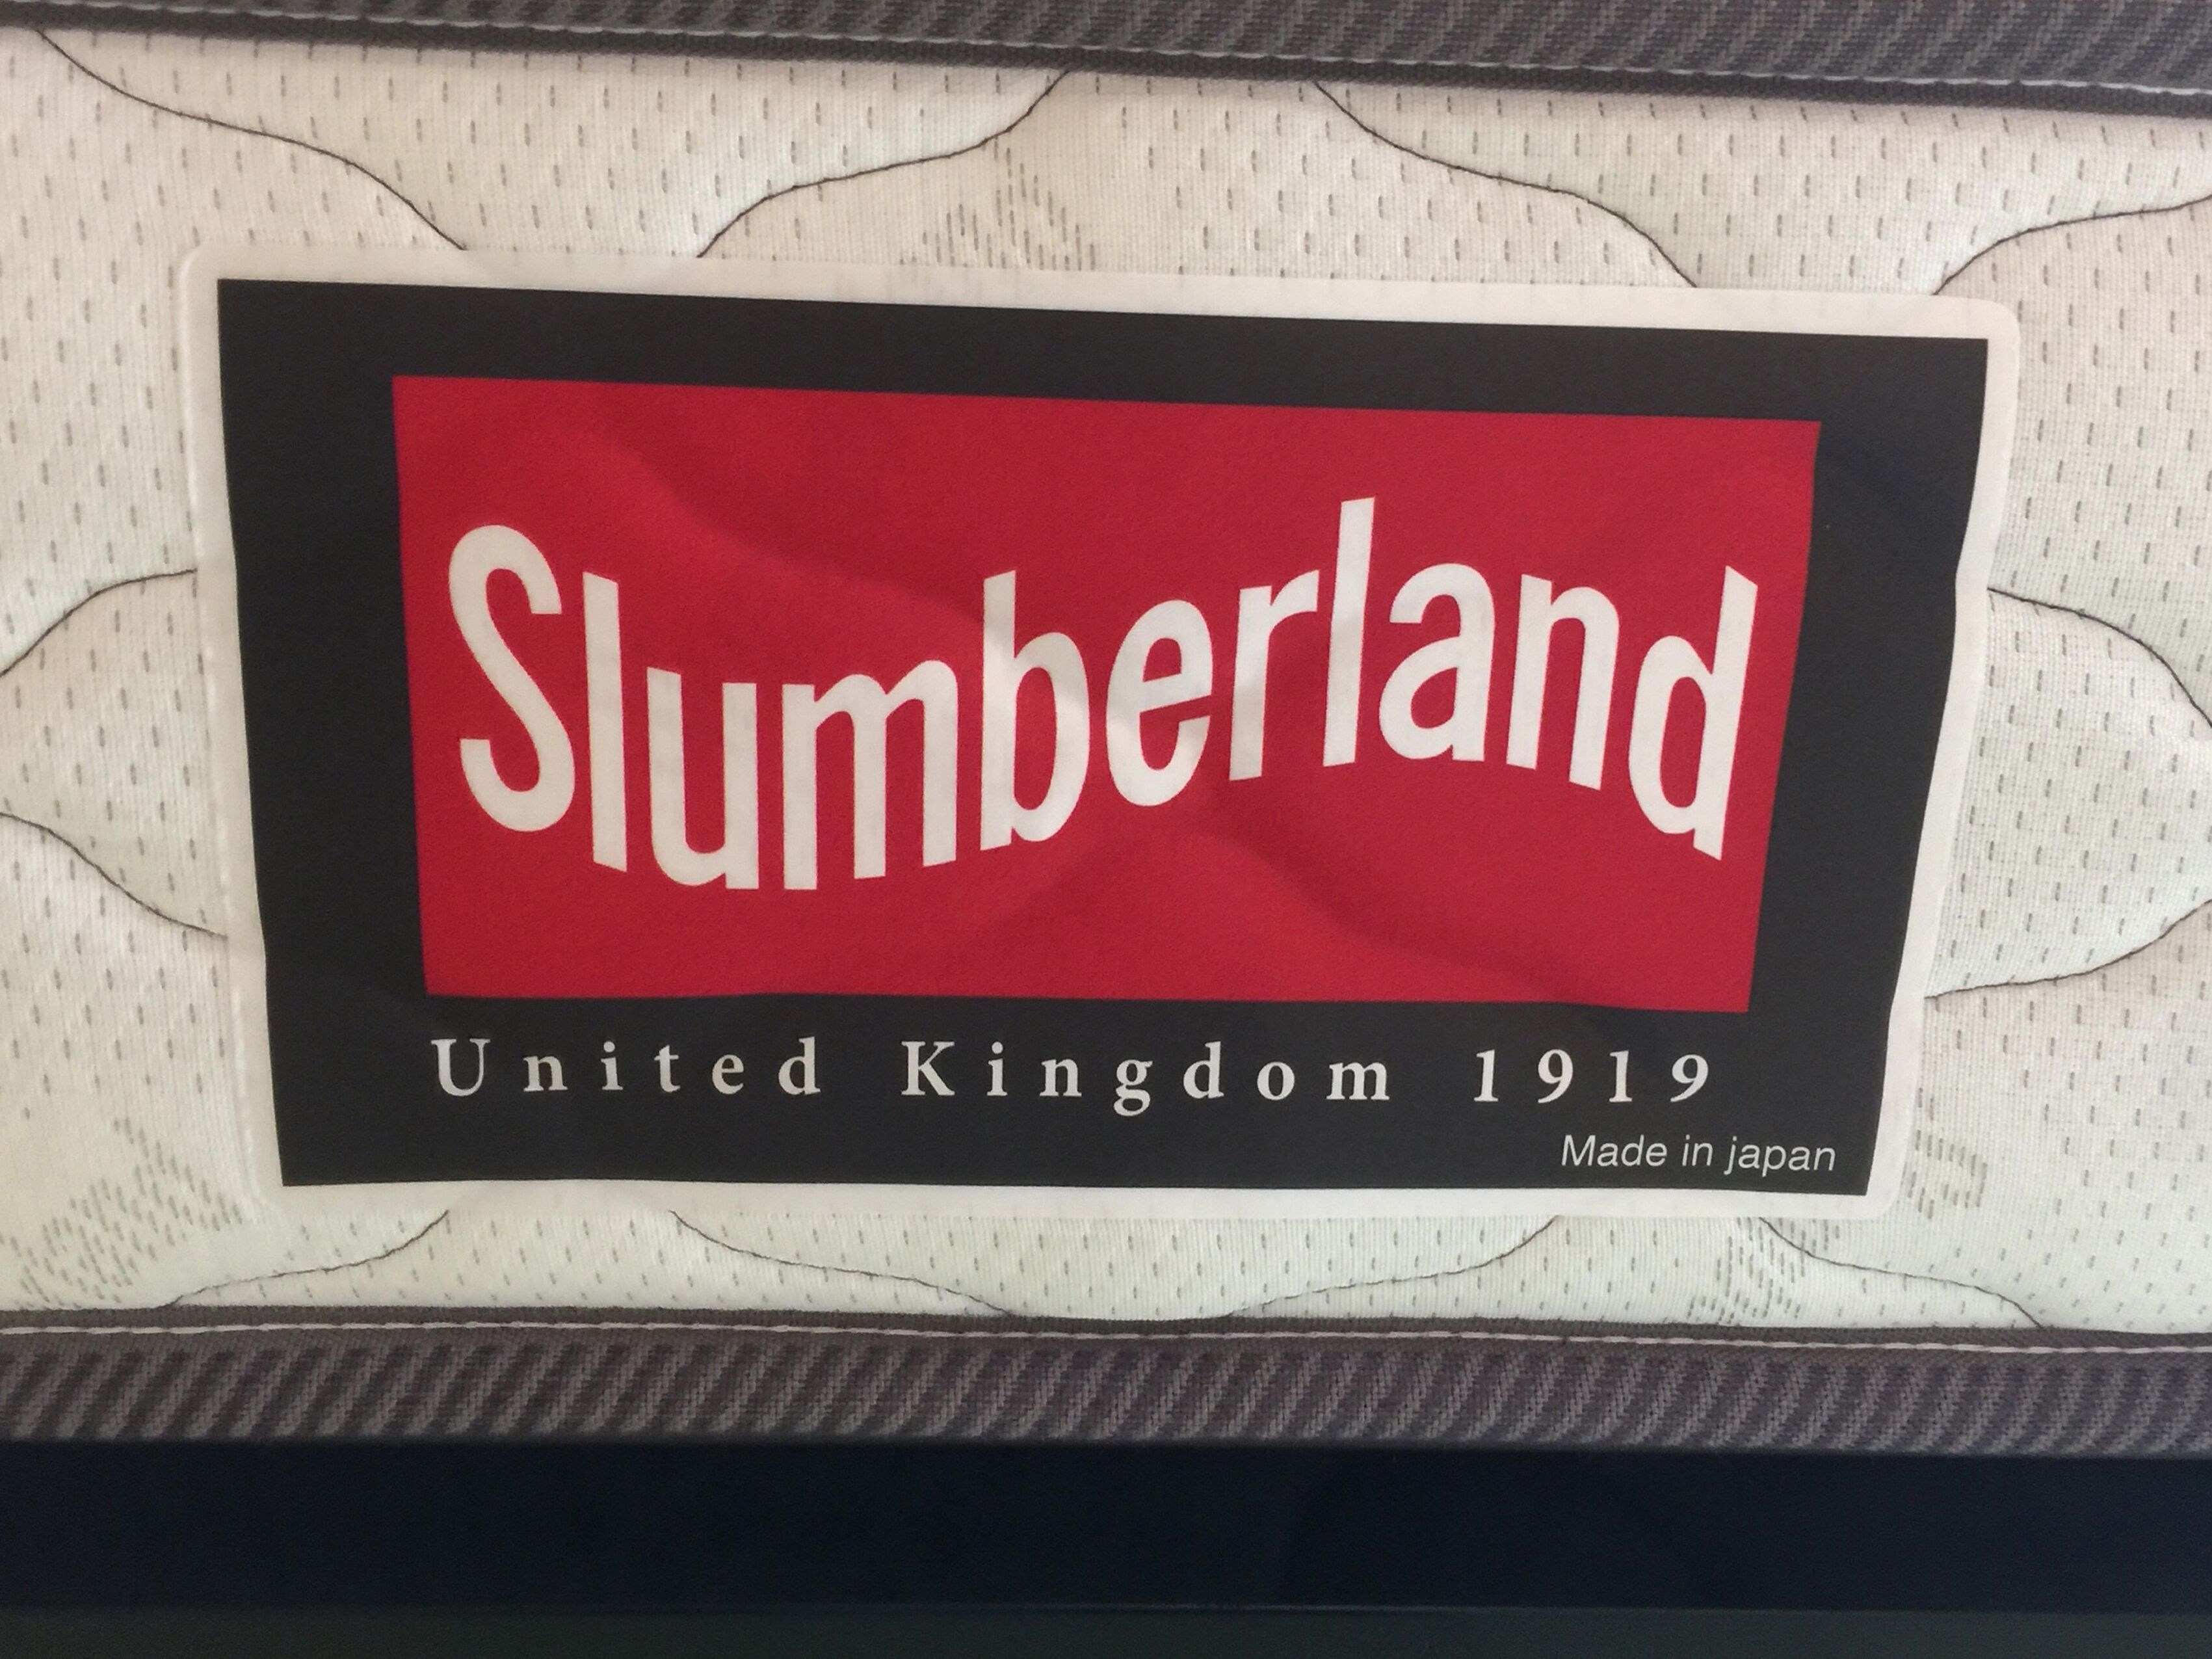 Slumberland
United Kingdom 1919
Made in japan